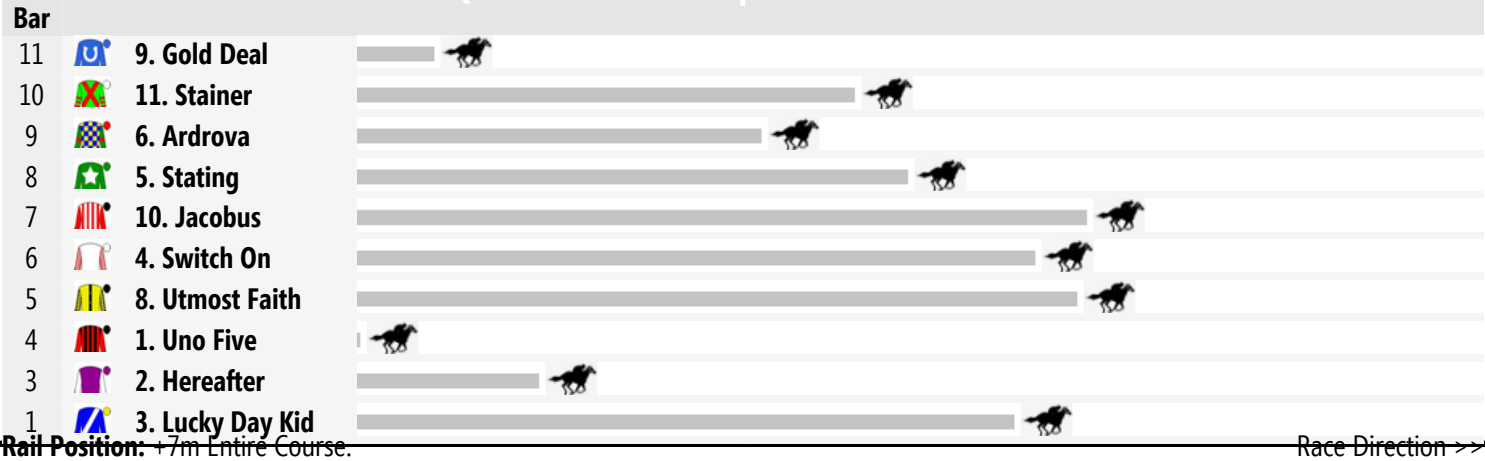 Bar
11 9. Gold Deal
10 11. Stainer
9 6. Ardrova
8 5. Stating
7 10. Jacobus
6 4. Switch On
5 8. Utmost Faith
4 1. Uno Five
3 2. Hereafter
1 3. Lucky Day Kid
Rail Position: +7m Entire Course. Race Direction >>